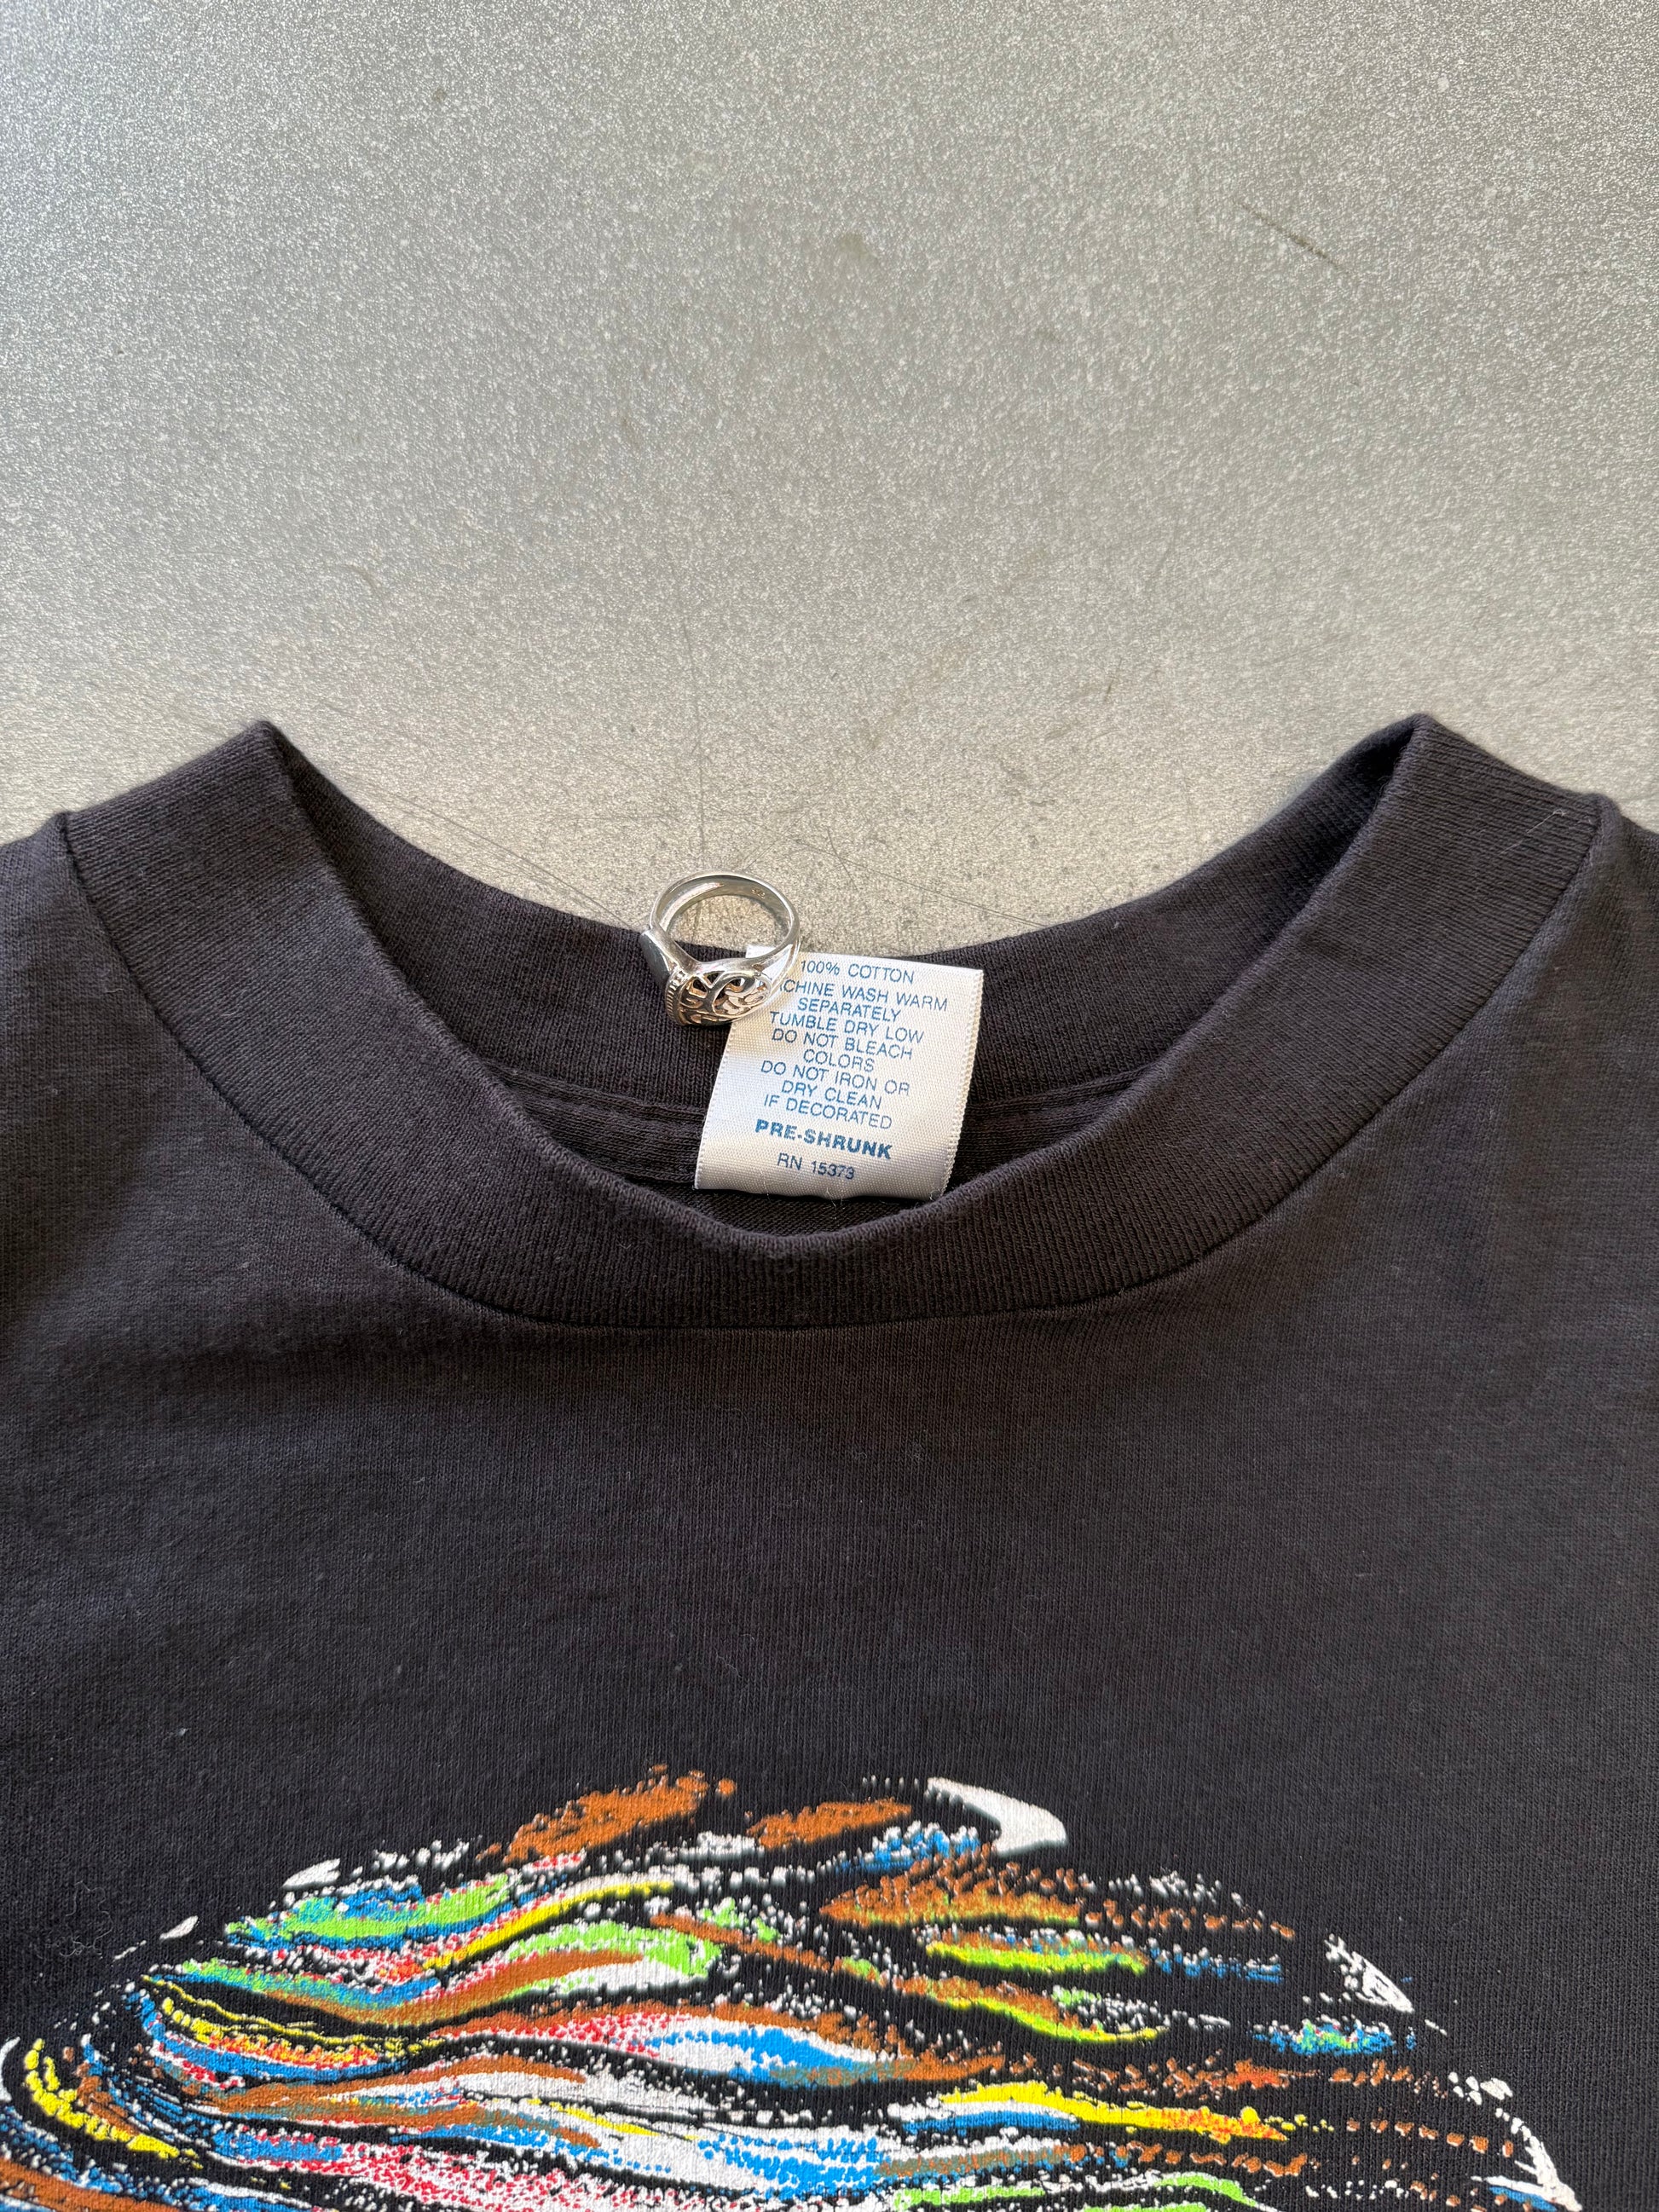 100% COTTON
CHINE WASH WARM
SEPARATELY
TUMBLE DRY LOW
DO NOT BLEACH
COLORS
DO NOT IRON OR
DRY CLEAN
IF DECORATED
PRE-SHRUNK
RN 15373